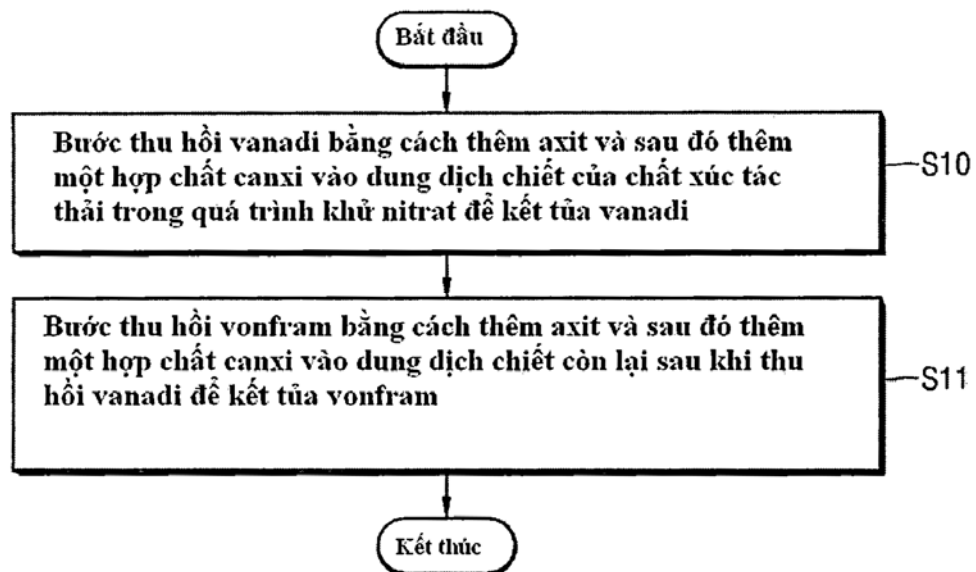 Bắt đầu
Bước thu hồi vanadi bằng cách thêm axit và sau đó thêm
một hợp chất canxi vào dung dịch chiết của chất xúc tác
thải trong quá trình khử nitrat để kết tủa vanadi
S10
Bước thu hồi vonfram bằng cách thêm axit và sau đó thêm
một hợp chất canxi vào dung dịch chiết còn lại sau khi thu
hồi vanadi để kết tủa vonfram
S11
Kết thúc